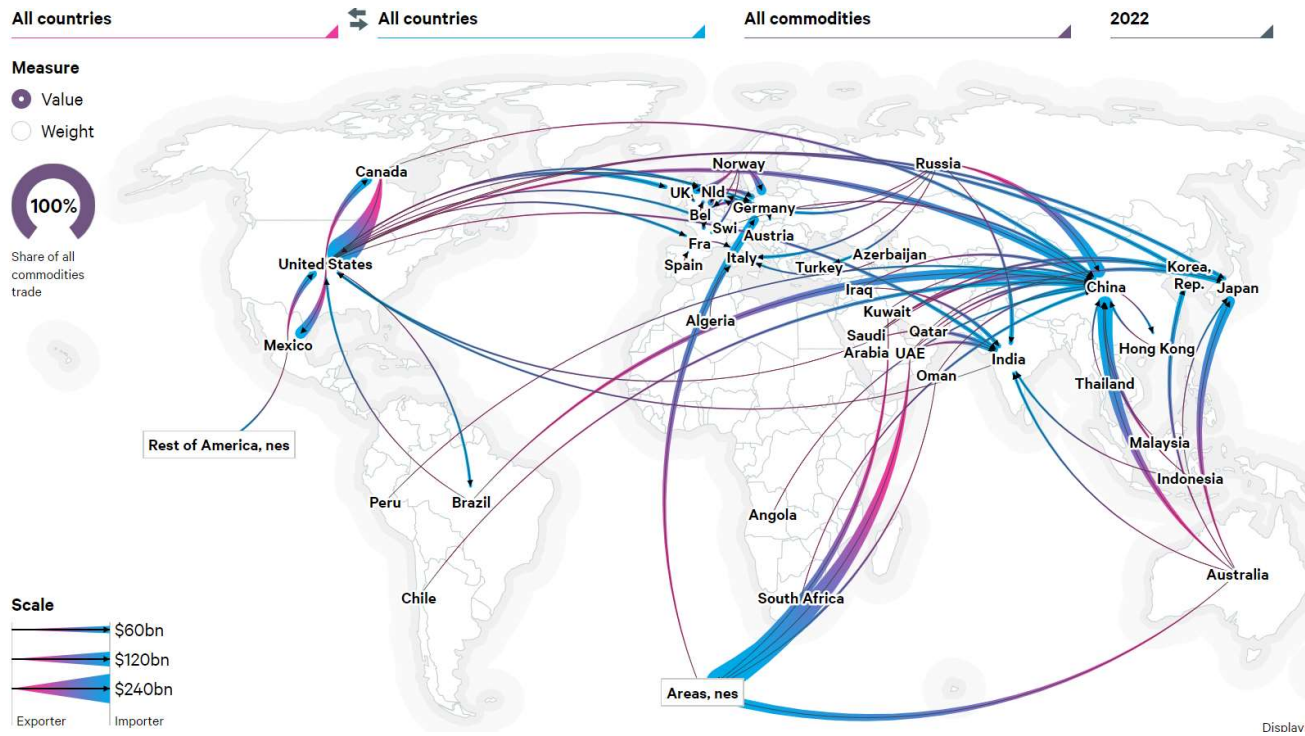 All countries
All countries
All commodities
2022
Measure
Value
Weight
100%
Share of all
commodities
trade
Canada
Norway
Russia
UK
Nld
Bel
Germany
Swi
Austria
Fra
Italy
Spain
Turkey
Azerbaijan
United States
Korea,
Rep.
Japan
China
Iraq
Kuwait
Algeria
Saudi
Arabia
Qatar
UAE
Oman
India
Hong Kong
Mexico
Thailand
Rest of America, nes
Malaysia
Indonesia
Peru
Brazil
Angola
Australia
Chile
South Africa
Areas, nes
Scale
$60bn
$120bn
$240bn
Exporter
Importer
Display